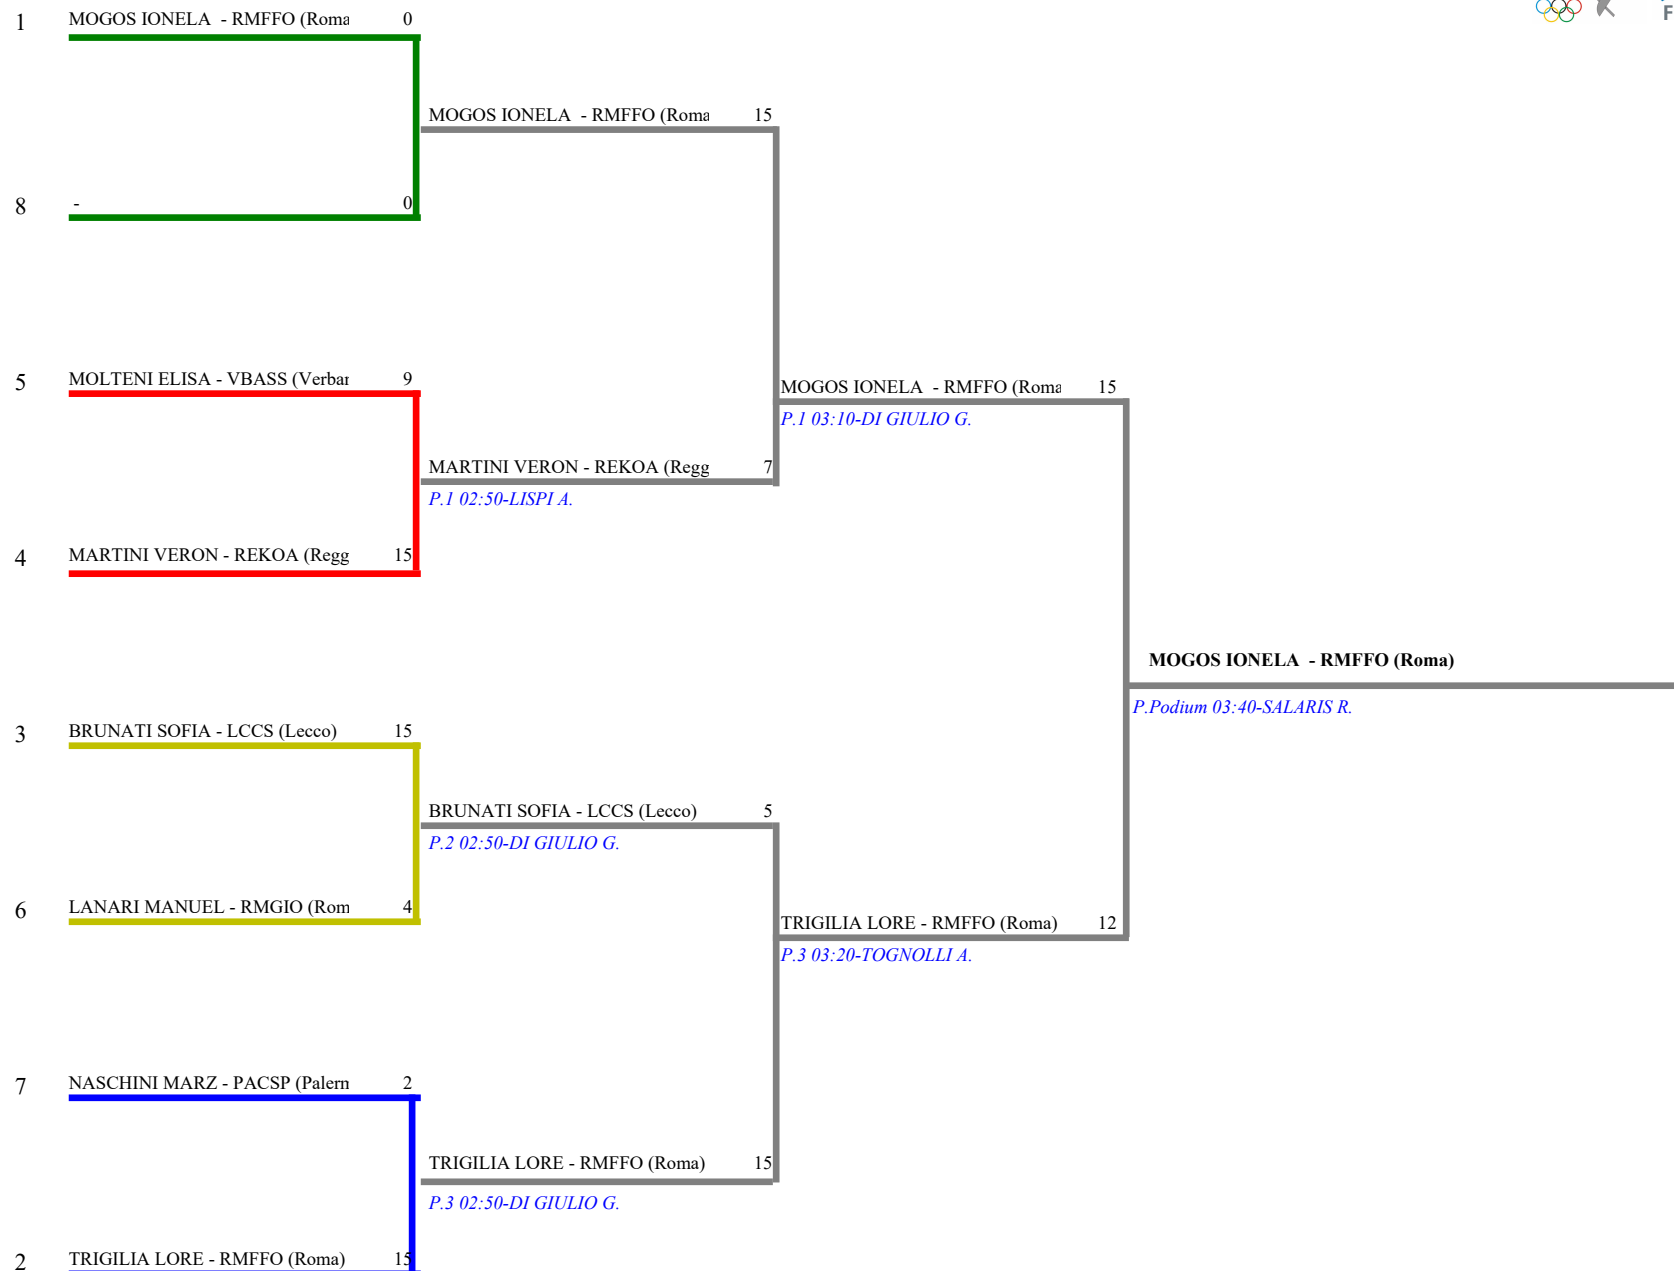 1 MOGOS IONELA - RMFFO (Roma 0
MOGOS IONELA - RMFFO (Roma 15
8 - 0
5 MOLTENI ELISA - VBASS (Verbar 9
MOGOS IONELA - RMFFO (Roma 15
P.1 03:10-DI GIULIO G.
MARTINI VERON - REKOA (Regg 7
P.1 02:50-LISPI A.
4 MARTINI VERON - REKOA (Regg 15
MOGOS IONELA - RMFFO (Roma)
P.Podium 03:40-SALARIS R.
3 BRUNATI SOFIA - LCCS (Lecco) 15
BRUNATI SOFIA - LCCS (Lecco) 5
P.2 02:50-DI GIULIO G.
6 LANARI MANUEL - RMGIO (Rom 4
TRIGILIA LORE - RMFFO (Roma) 12
P.3 03:20-TOGNOLLI A.
7 NASCHINI MARZ - PACSP (Palern 2
TRIGILIA LORE - RMFFO (Roma) 15
P.3 02:50-DI GIULIO G.
2 TRIGILIA LORE - RMFFO (Roma) 15